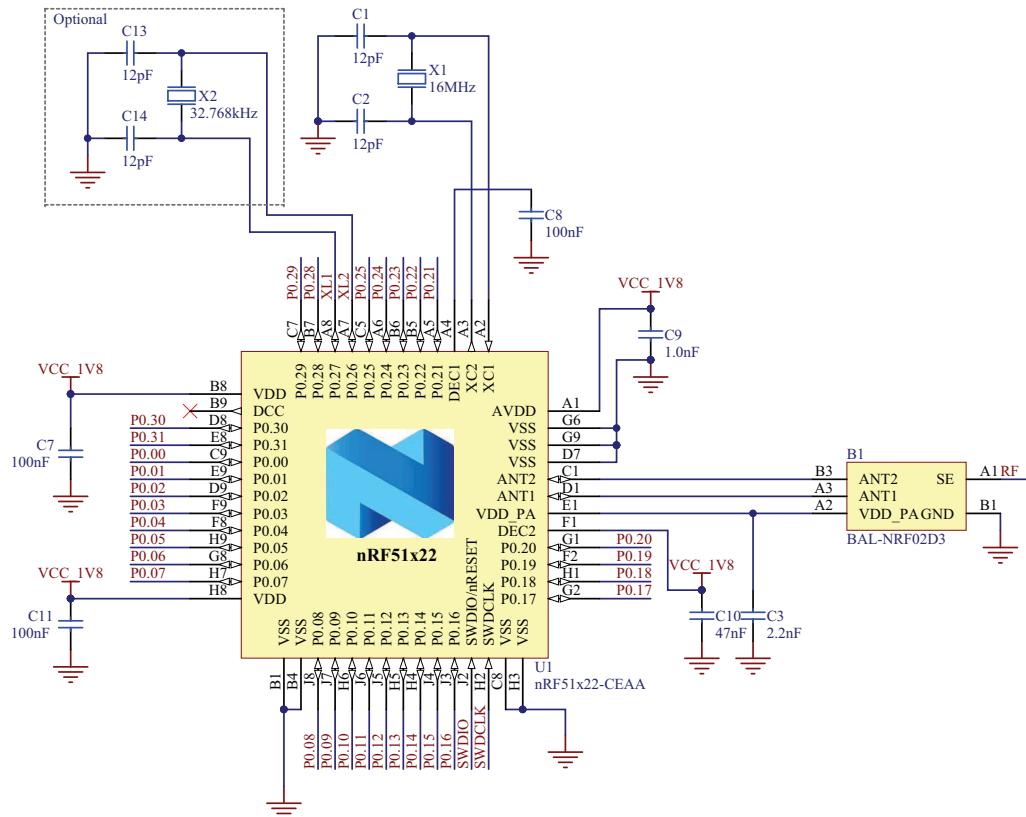 Optional
C13
12pF
X2
32.768kHz
C14
12pF
C1
12pF
X1
16MHz
C2
12pF
C8
100nF
P0.29
P0.28
XL1
XL2
P0.25
P0.24
P0.23
P0.22
P0.21
C7
B7
A8
A7
C5
A6
B6
B5
A5
A4
A3
A2
P0.29
P0.28
P0.27
P0.26
P0.25
P0.24
P0.23
P0.22
P0.21
DEC1
XC2
XC1
VCC_1V8
C9
1.0nF
VCC_1V8
C7
100nF
B8 VDD
B9 DCC
P0.30 D8 P0.30
P0.31 E8 P0.31
P0.00 C9 P0.00
P0.01 E9 P0.01
P0.02 D9 P0.02
P0.03 F9 P0.03
P0.04 F8 P0.04
P0.05 H9 P0.05
P0.06 G8 P0.06
P0.07 H7 P0.07
H8 VDD
VCC_1V8
C11
100nF
nRF51x22
AVDD A1
VSS G6
VSS G9
VSS D7
ANT2 C1
ANT1 D1
VDD_PA E1
DEC2 F1
P0.20 G1 P0.20
P0.19 F2 P0.19
P0.18 H1 P0.18
P0.17 G2 P0.17
B1
B3 ANT2 SE A1 RF
A3 ANT1
A2 VDD_PA GND B1
BAL-NRF02D3
VCC_1V8
C10
47nF
C3
2.2nF
VSS
VSS
P0.08
P0.09
P0.10
P0.11
P0.12
P0.13
P0.14
P0.15
P0.16
SWDIO/nRESET
SWDCLK
VSS
VSS
U1
nRF51x22-CEAA
B1
B4
J8
J7
H6
J6
J5
H5
H4
J4
J3
J2
H2
C8
H3
P0.08
P0.09
P0.10
P0.11
P0.12
P0.13
P0.14
P0.15
P0.16
SWDIO
SWDCLK